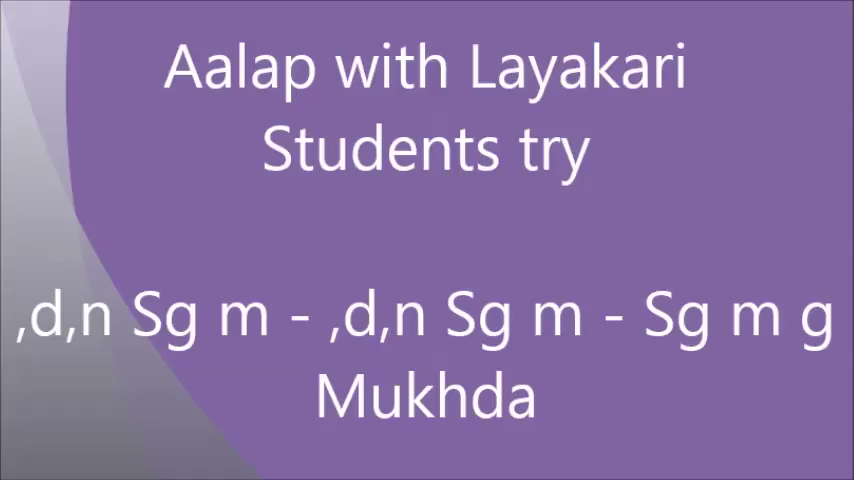 Aalap with Layakari
Students try
,d,n Sg m - ,d,n Sg m - Sg m g
Mukhda